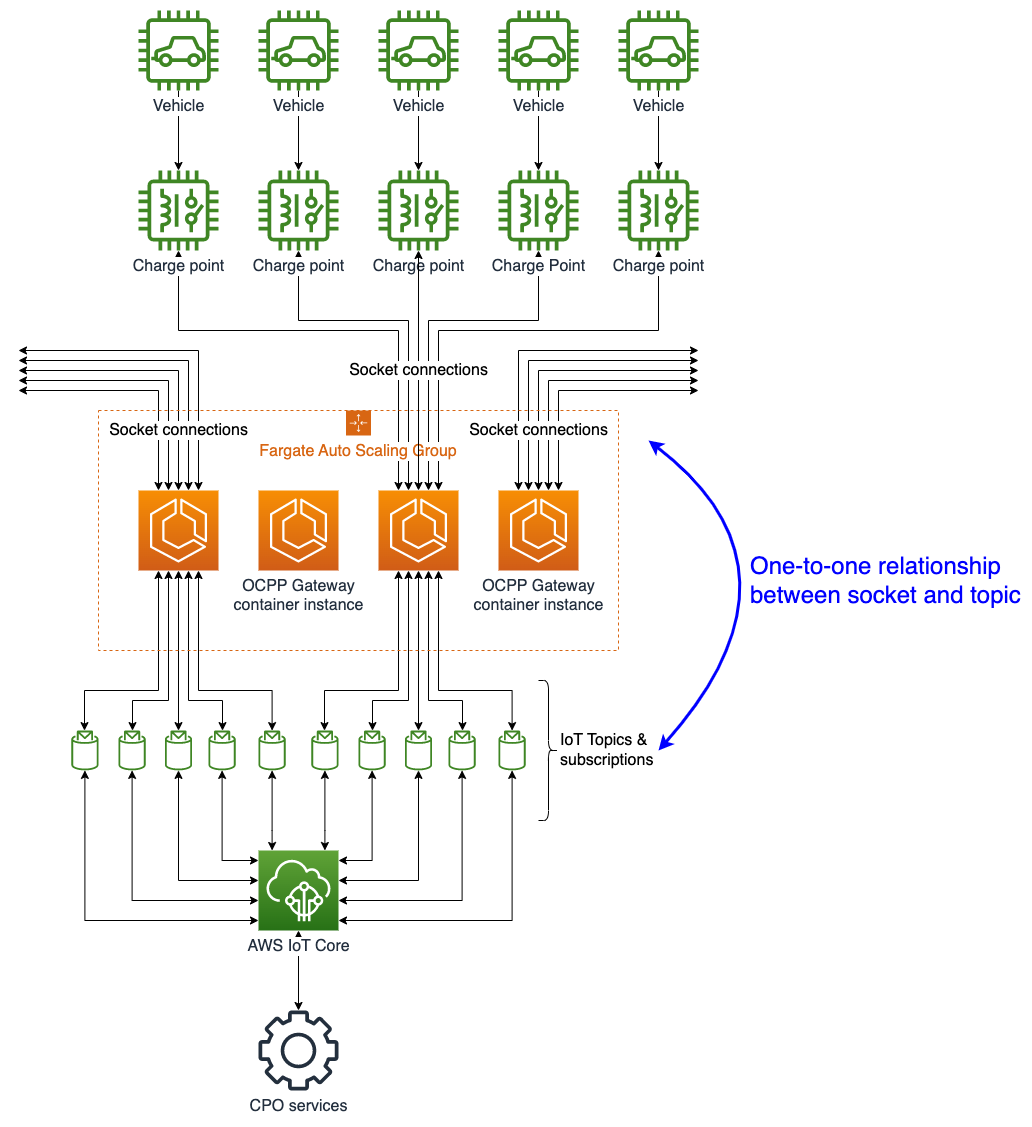 Vehicle
Vehicle
Vehicle
Vehicle
Vehicle
Charge point
Charge point
Charge point
Charge Point
Charge point
Socket connections
Socket connections
Socket connections
Fargate Auto Scaling Group
OCPP Gateway
container instance
OCPP Gateway
container instance
One-to-one relationship
between socket and topic
IoT Topics &
subscriptions
AWS IoT Core
CPO services